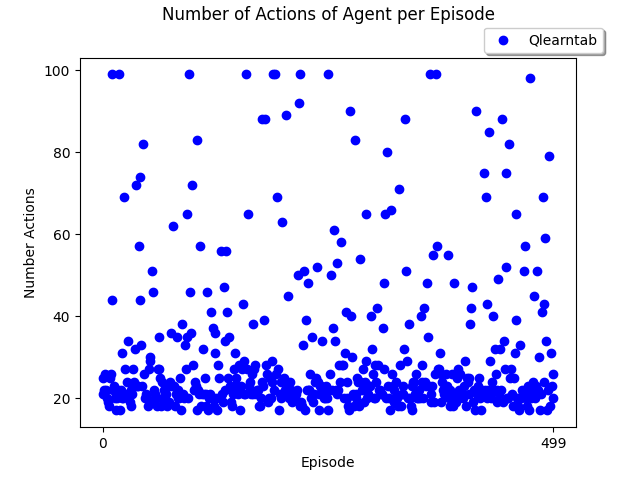 Number of Actions of Agent per Episode
Qlearntab
100
80
60
40
20
Number Actions
0
499
Episode